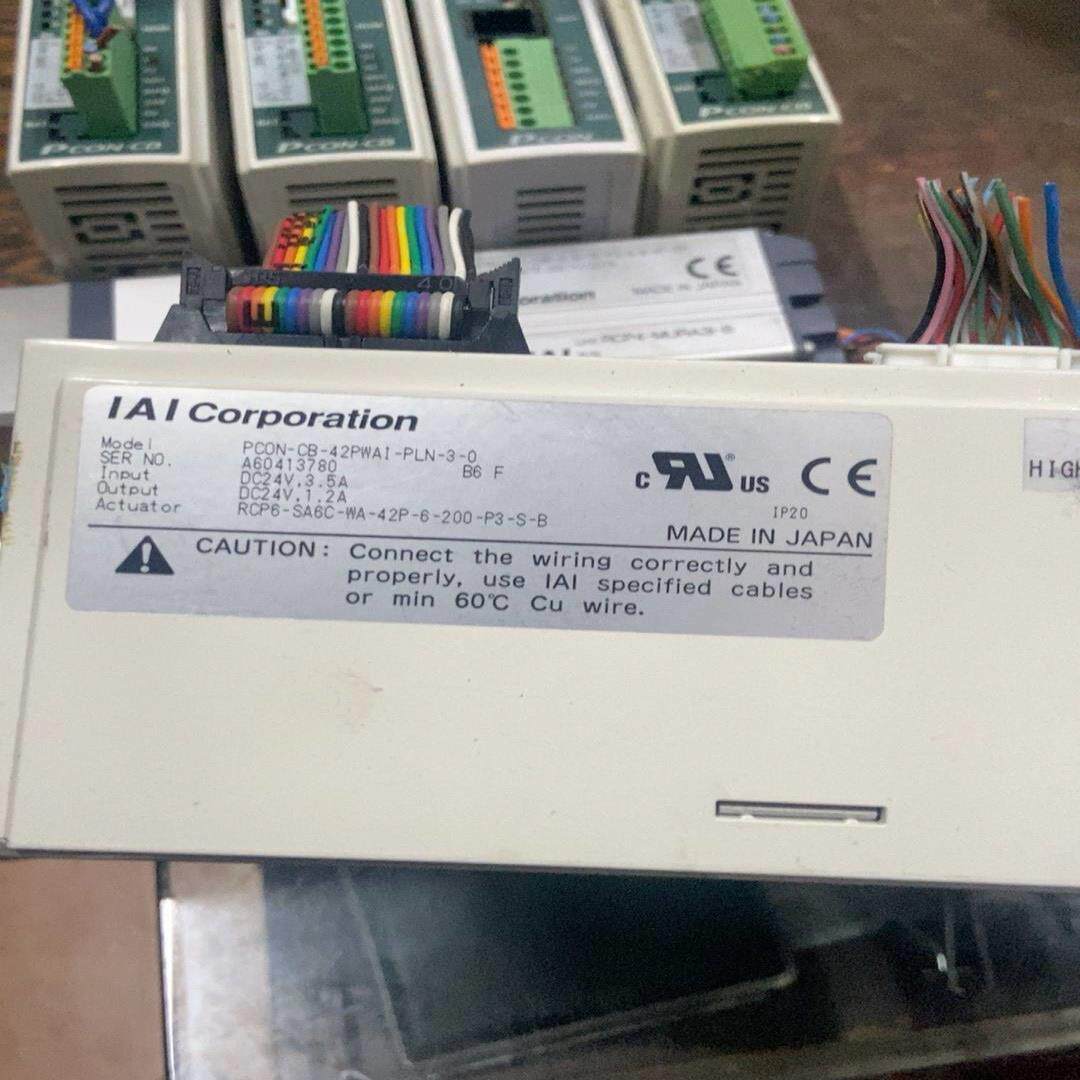 PCON-CB
PCON-CB
PCON
PCON-CB
CE
oration
MADE IN JAPAN
40
IAI Corporation
Model PCON-CB-42PWAI-PLN-3-0
SER NO. A60413780 B6 F
Input DC24V,3.5A
Output DC24V,1.2A
Actuator RCP6-SA6C-WA-42P-6-200-P3-S-B
c RU ® US CE
IP20
MADE IN JAPAN
CAUTION: Connect the wiring correctly and
properly, use IAI specified cables
or min 60℃ Cu wire.
HIGH